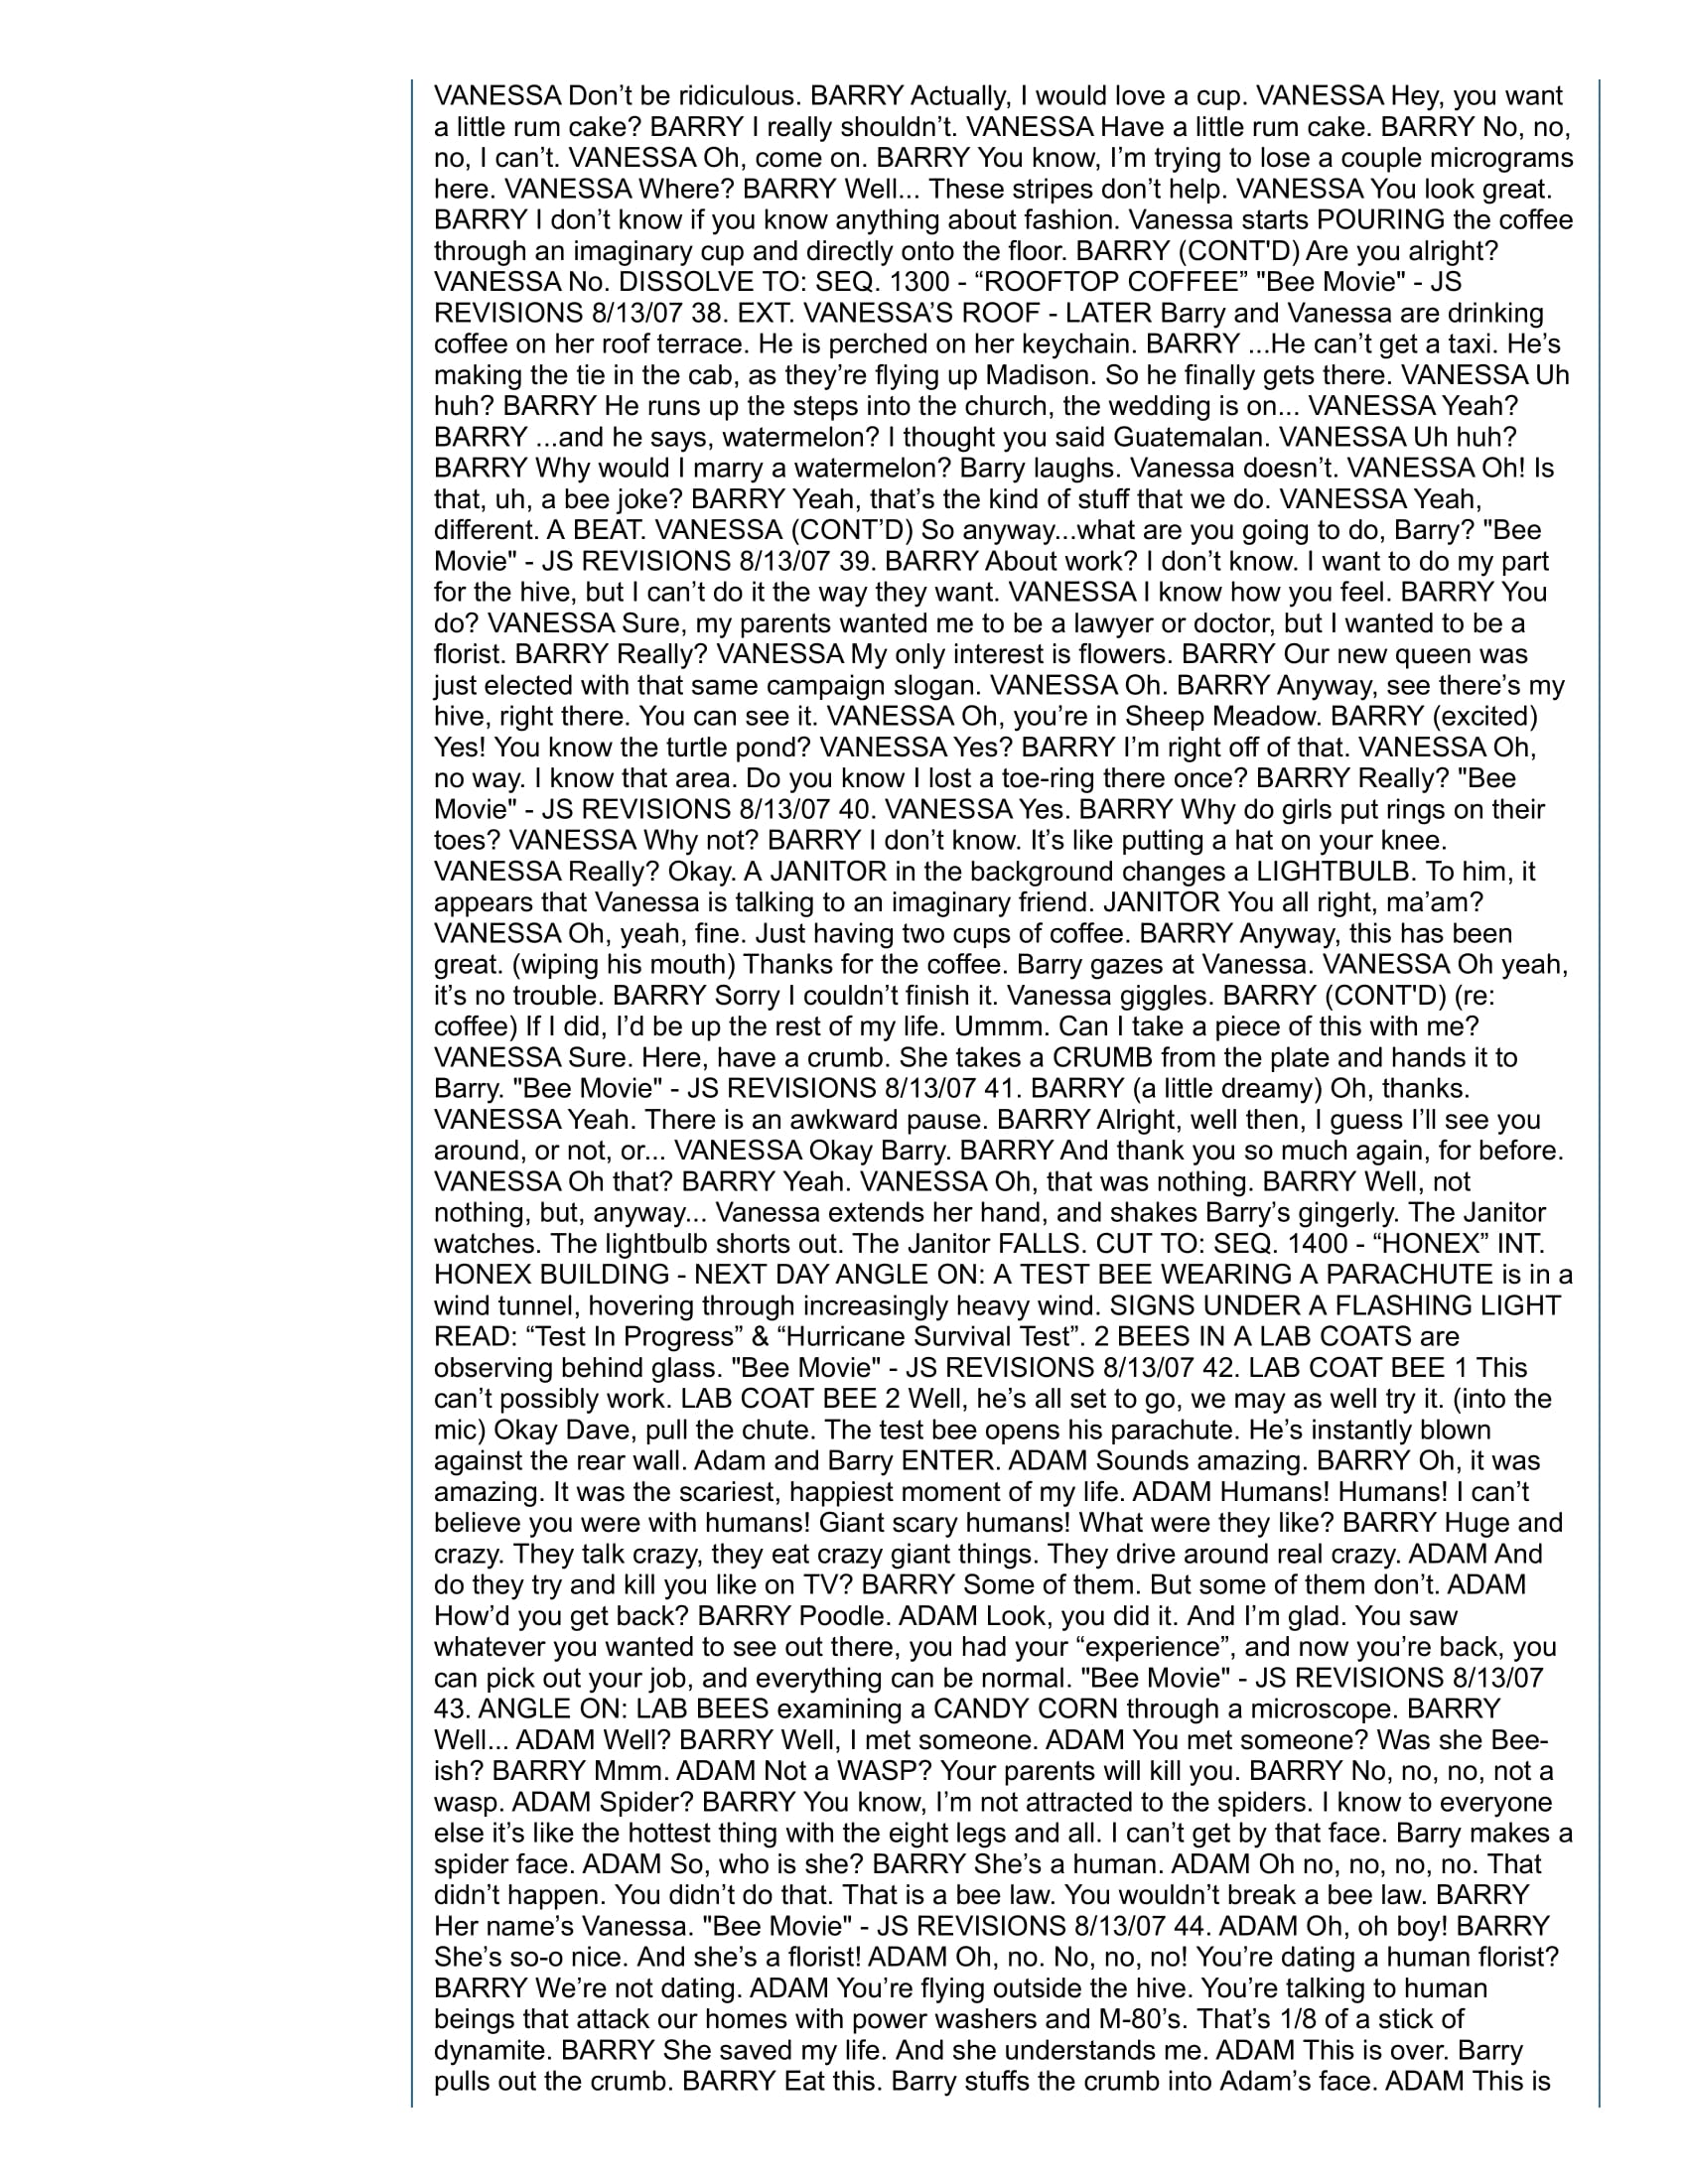 VANESSA Don’t be ridiculous. BARRY Actually, I would love a cup. VANESSA Hey, you want
a little rum cake? BARRY I really shouldn’t. VANESSA Have a little rum cake. BARRY No, no,
no, I can’t. VANESSA Oh, come on. BARRY You know, I’m trying to lose a couple micrograms
here. VANESSA Where? BARRY Well... These stripes don’t help. VANESSA You look great.
BARRY I don’t know if you know anything about fashion. Vanessa starts POURING the coffee
through an imaginary cup and directly onto the floor. BARRY (CONT'D) Are you alright?
VANESSA No. DISSOLVE TO: SEQ. 1300 - “ROOFTOP COFFEE” "Bee Movie" - JS
REVISIONS 8/13/07 38. EXT. VANESSA’S ROOF - LATER Barry and Vanessa are drinking
coffee on her roof terrace. He is perched on her keychain. BARRY ...He can’t get a taxi. He’s
making the tie in the cab, as they’re flying up Madison. So he finally gets there. VANESSA Uh
huh? BARRY He runs up the steps into the church, the wedding is on... VANESSA Yeah?
BARRY ...and he says, watermelon? I thought you said Guatemalan. VANESSA Uh huh?
BARRY Why would I marry a watermelon? Barry laughs. Vanessa doesn’t. VANESSA Oh! Is
that, uh, a bee joke? BARRY Yeah, that’s the kind of stuff that we do. VANESSA Yeah,
different. A BEAT. VANESSA (CONT’D) So anyway...what are you going to do, Barry? "Bee
Movie" - JS REVISIONS 8/13/07 39. BARRY About work? I don’t know. I want to do my part
for the hive, but I can’t do it the way they want. VANESSA I know how you feel. BARRY You
do? VANESSA Sure, my parents wanted me to be a lawyer or doctor, but I wanted to be a
florist. BARRY Really? VANESSA My only interest is flowers. BARRY Our new queen was
just elected with that same campaign slogan. VANESSA Oh. BARRY Anyway, see there’s my
hive, right there. You can see it. VANESSA Oh, you’re in Sheep Meadow. BARRY (excited)
Yes! You know the turtle pond? VANESSA Yes? BARRY I’m right off of that. VANESSA Oh,
no way. I know that area. Do you know I lost a toe-ring there once? BARRY Really? "Bee
Movie" - JS REVISIONS 8/13/07 40. VANESSA Yes. BARRY Why do girls put rings on their
toes? VANESSA Why not? BARRY I don’t know. It’s like putting a hat on your knee.
VANESSA Really? Okay. A JANITOR in the background changes a LIGHTBULB. To him, it
appears that Vanessa is talking to an imaginary friend. JANITOR You all right, ma’am?
VANESSA Oh, yeah, fine. Just having two cups of coffee. BARRY Anyway, this has been
great. (wiping his mouth) Thanks for the coffee. Barry gazes at Vanessa. VANESSA Oh yeah,
it’s no trouble. BARRY Sorry I couldn’t finish it. Vanessa giggles. BARRY (CONT'D) (re:
coffee) If I did, I’d be up the rest of my life. Ummm. Can I take a piece of this with me?
VANESSA Sure. Here, have a crumb. She takes a CRUMB from the plate and hands it to
Barry. "Bee Movie" - JS REVISIONS 8/13/07 41. BARRY (a little dreamy) Oh, thanks.
VANESSA Yeah. There is an awkward pause. BARRY Alright, well then, I guess I’ll see you
around, or not, or... VANESSA Okay Barry. BARRY And thank you so much again, for before.
VANESSA Oh that? BARRY Yeah. VANESSA Oh, that was nothing. BARRY Well, not
nothing, but, anyway... Vanessa extends her hand, and shakes Barry’s gingerly. The Janitor
watches. The lightbulb shorts out. The Janitor FALLS. CUT TO: SEQ. 1400 - “HONEX” INT.
HONEX BUILDING - NEXT DAY ANGLE ON: A TEST BEE WEARING A PARACHUTE is in a
wind tunnel, hovering through increasingly heavy wind. SIGNS UNDER A FLASHING LIGHT
READ: “Test In Progress” & “Hurricane Survival Test”. 2 BEES IN A LAB COATS are
observing behind glass. "Bee Movie" - JS REVISIONS 8/13/07 42. LAB COAT BEE 1 This
can’t possibly work. LAB COAT BEE 2 Well, he’s all set to go, we may as well try it. (into the
mic) Okay Dave, pull the chute. The test bee opens his parachute. He’s instantly blown
against the rear wall. Adam and Barry ENTER. ADAM Sounds amazing. BARRY Oh, it was
amazing. It was the scariest, happiest moment of my life. ADAM Humans! Humans! I can’t
believe you were with humans! Giant scary humans! What were they like? BARRY Huge and
crazy. They talk crazy, they eat crazy giant things. They drive around real crazy. ADAM And
do they try and kill you like on TV? BARRY Some of them. But some of them don’t. ADAM
How’d you get back? BARRY Poodle. ADAM Look, you did it. And I’m glad. You saw
whatever you wanted to see out there, you had your “experience”, and now you’re back, you
can pick out your job, and everything can be normal. "Bee Movie" - JS REVISIONS 8/13/07
43. ANGLE ON: LAB BEES examining a CANDY CORN through a microscope. BARRY
Well... ADAM Well? BARRY Well, I met someone. ADAM You met someone? Was she Bee-
ish? BARRY Mmm. ADAM Not a WASP? Your parents will kill you. BARRY No, no, no, not a
wasp. ADAM Spider? BARRY You know, I’m not attracted to the spiders. I know to everyone
else it’s like the hottest thing with the eight legs and all. I can’t get by that face. Barry makes a
spider face. ADAM So, who is she? BARRY She’s a human. ADAM Oh no, no, no, no. That
didn’t happen. You didn’t do that. That is a bee law. You wouldn’t break a bee law. BARRY
Her name’s Vanessa. "Bee Movie" - JS REVISIONS 8/13/07 44. ADAM Oh, oh boy! BARRY
She’s so-o nice. And she’s a florist! ADAM Oh, no. No, no, no! You’re dating a human florist?
BARRY We’re not dating. ADAM You’re flying outside the hive. You’re talking to human
beings that attack our homes with power washers and M-80’s. That’s 1/8 of a stick of
dynamite. BARRY She saved my life. And she understands me. ADAM This is over. Barry
pulls out the crumb. BARRY Eat this. Barry stuffs the crumb into Adam’s face. ADAM This is